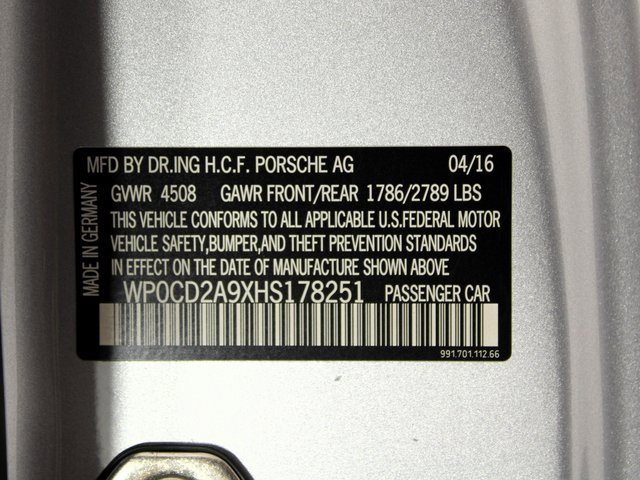 MFD BY DR.ING H.C.F. PORSCHE AG 04/16
GVWR 4508 GAWR FRONT/REAR 1786/2789 LBS
THIS VEHICLE CONFORMS TO ALL APPLICABLE U.S.FEDERAL MOTOR
VEHICLE SAFETY,BUMPER,AND THEFT PREVENTION STANDARDS
IN EFFECT ON THE DATE OF MANUFACTURE SHOWN ABOVE
WP0CD2A9XHS178251 PASSENGER CAR
991.701.112.66
MADE IN GERMANY